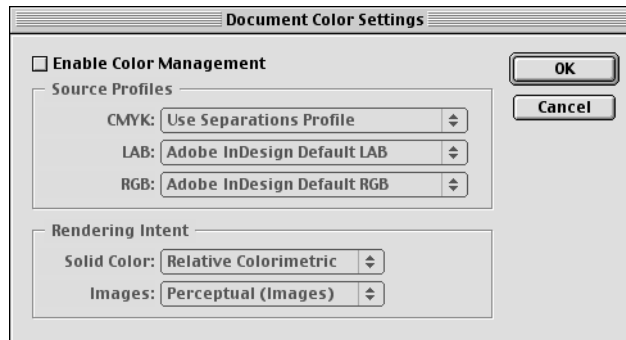 Document Color Settings
Enable Color Management
OK
Source Profiles
Cancel
CMYK: Use Separations Profile
LAB: Adobe InDesign Default LAB
RGB: Adobe InDesign Default RGB
Rendering Intent
Solid Color: Relative Colorimetric
Images: Perceptual (Images)